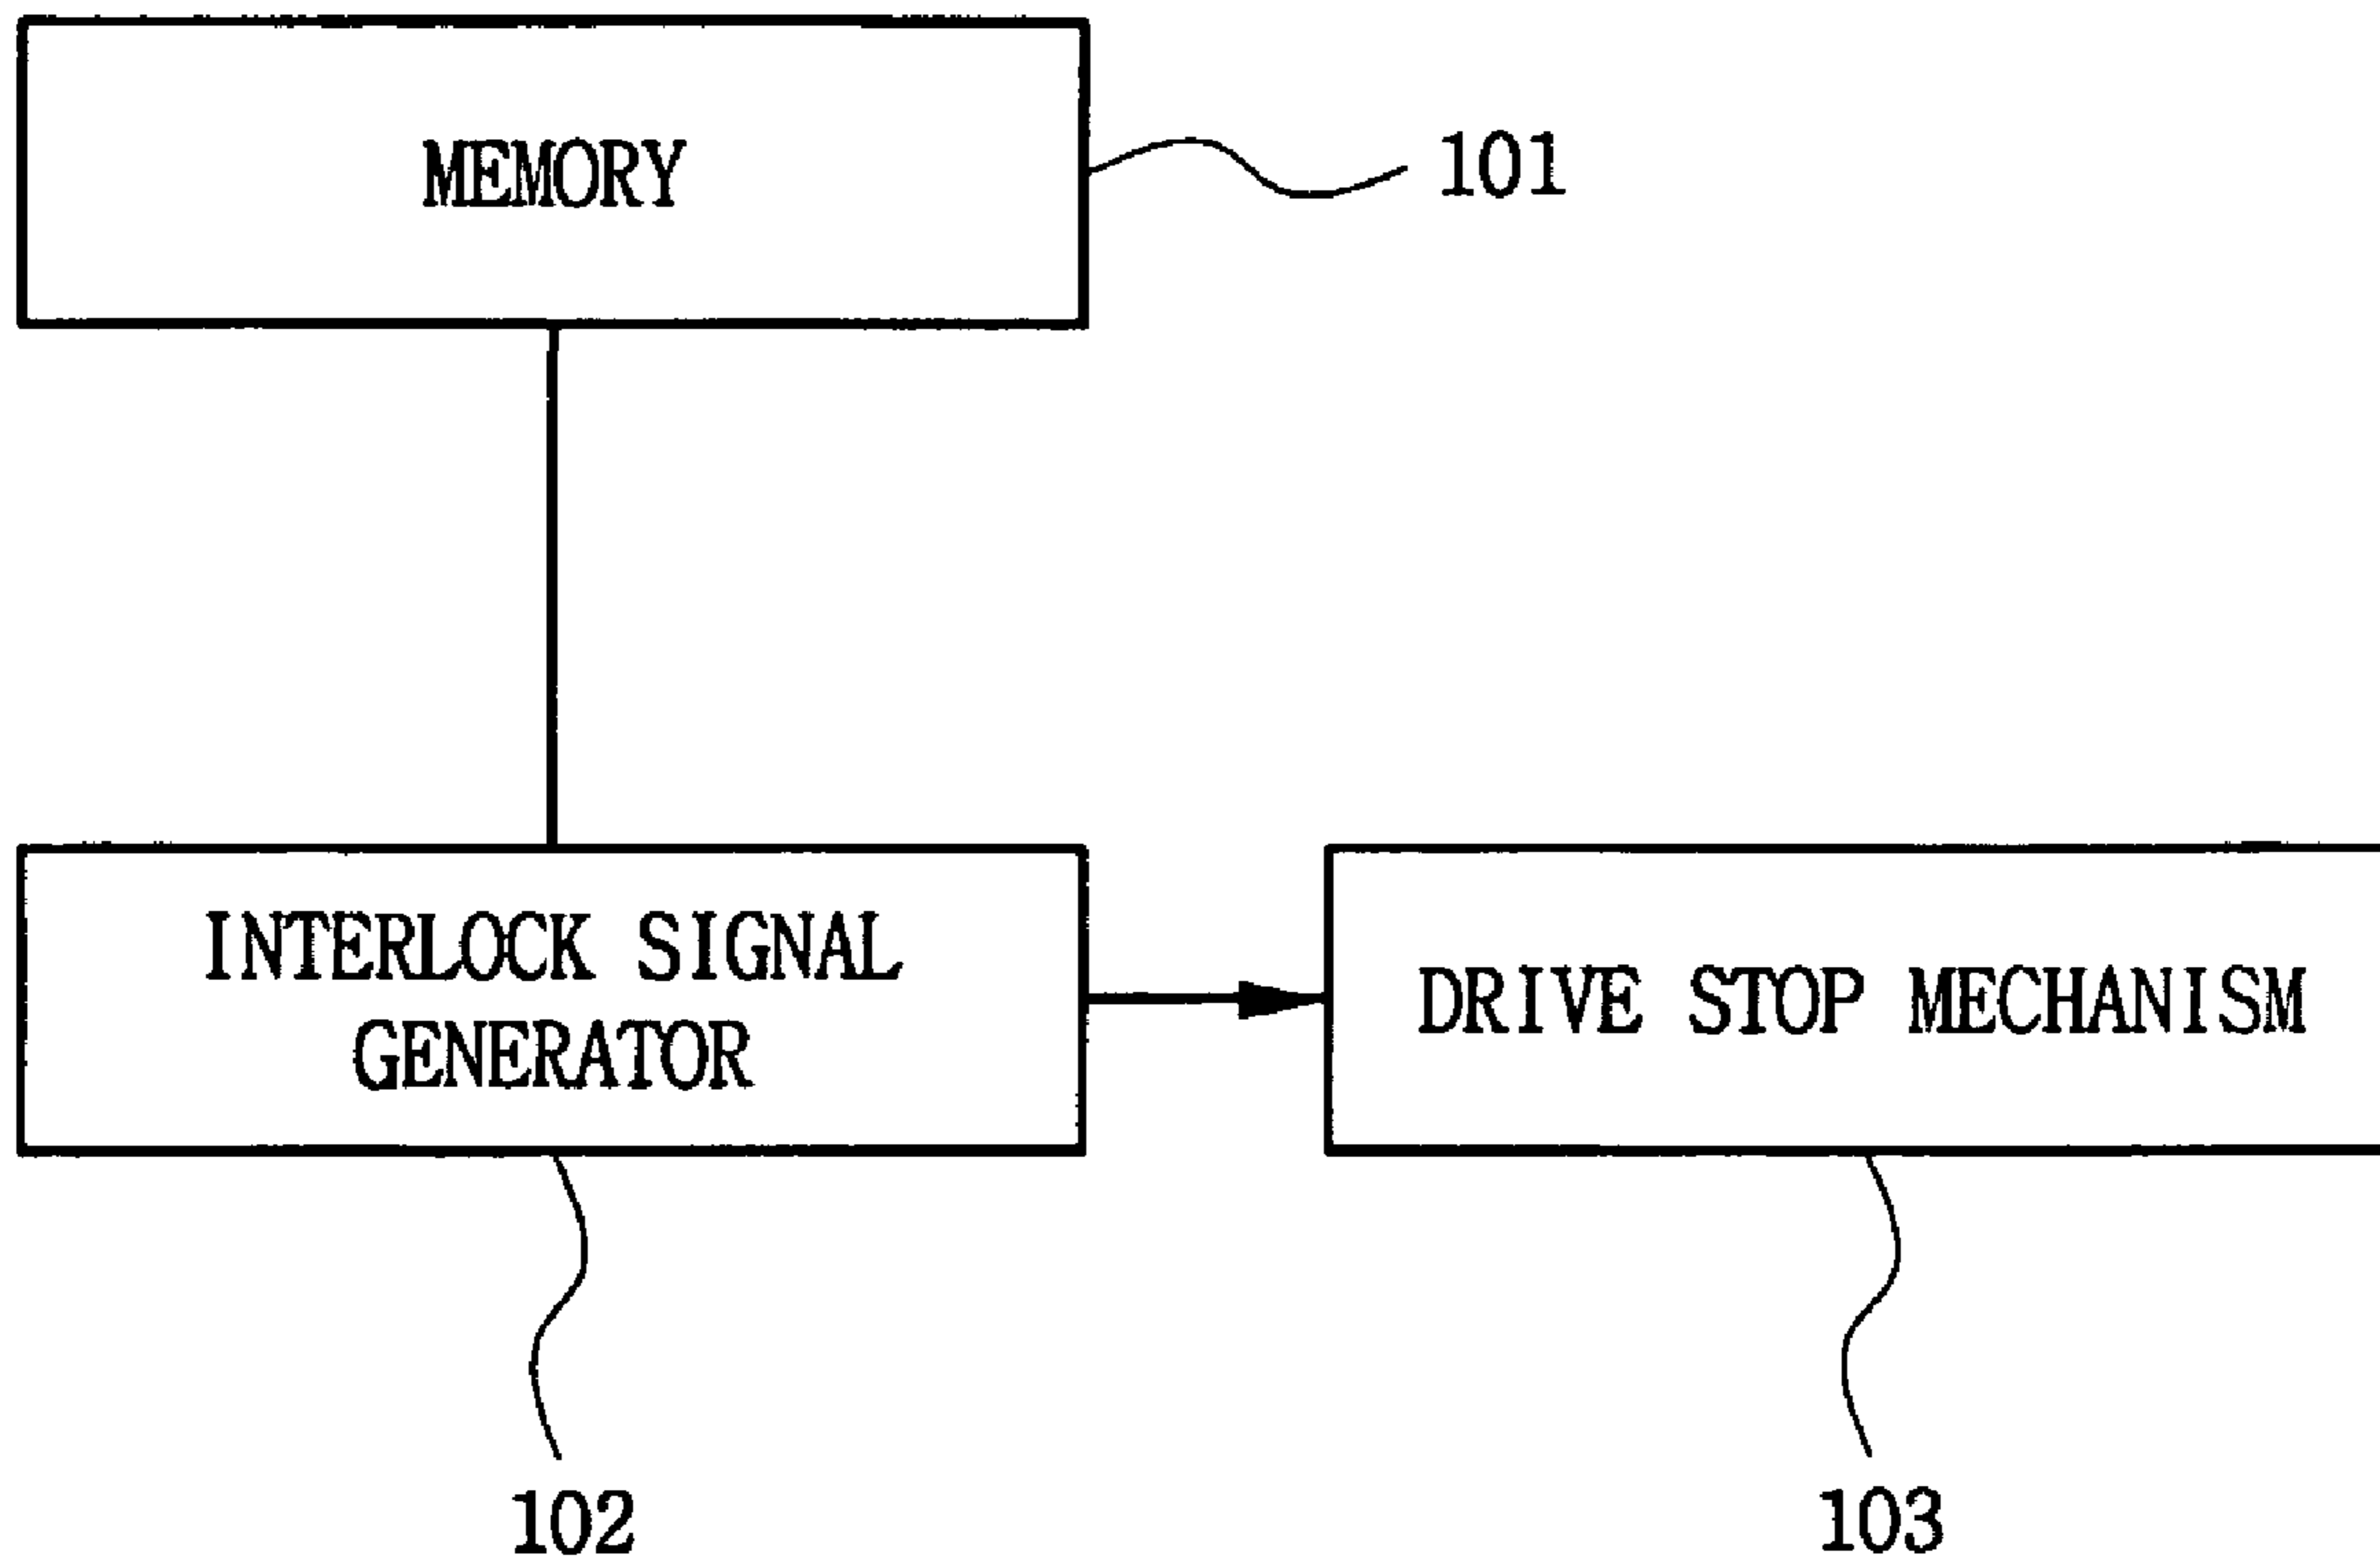 MEMORY
101
INTERLOCK SIGNAL
GENERATOR
DRIVE STOP MECHANISM
102
103